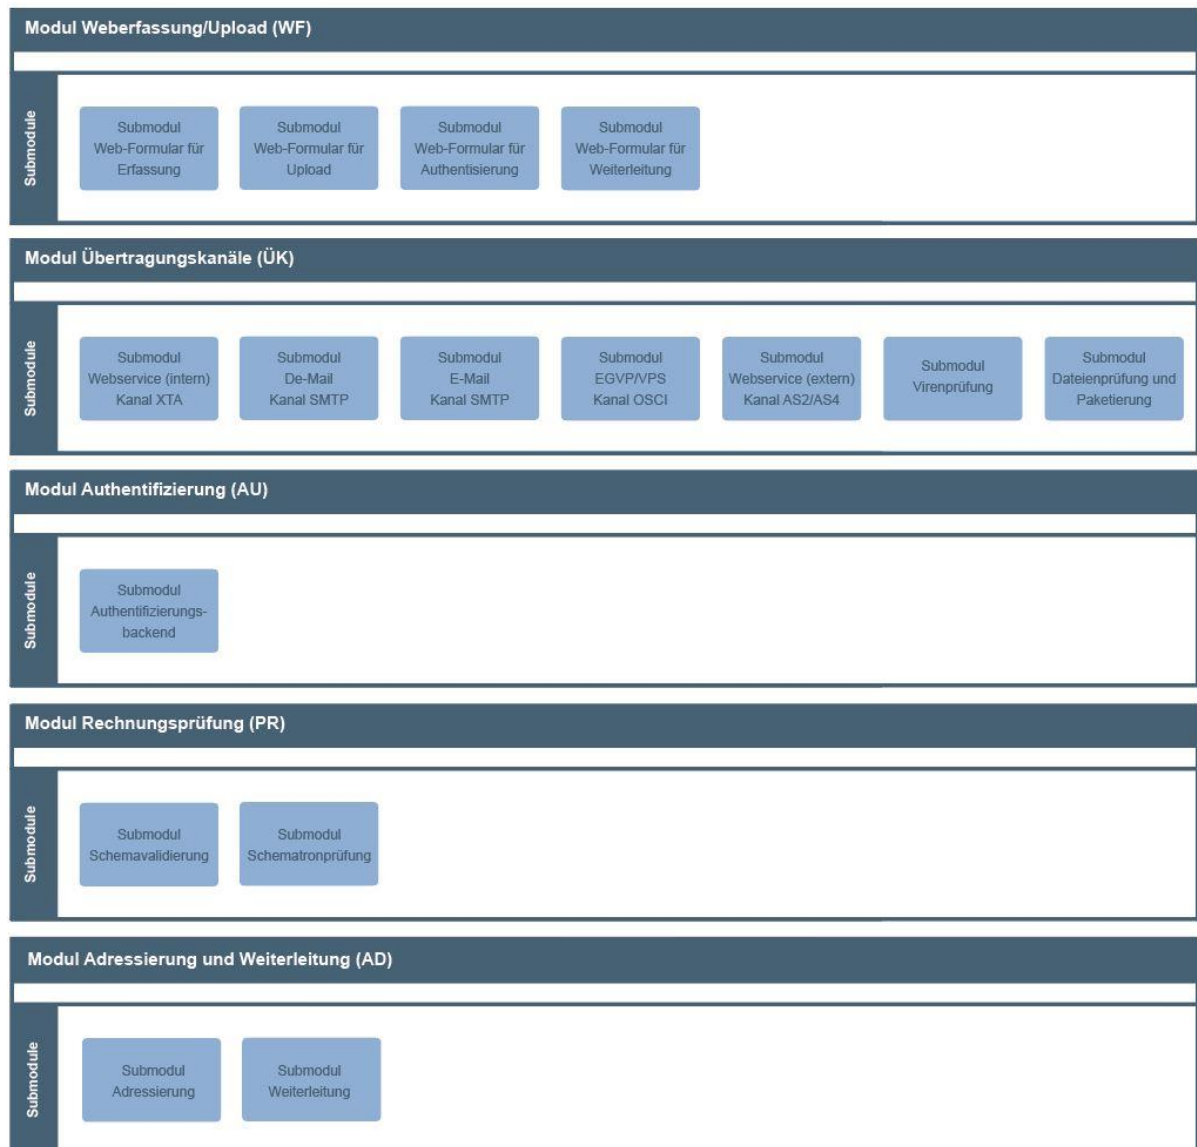 Modul Weberfassung/Upload (WF)
Submodule
Submodul
Web-Formular für
Erfassung
Submodul
Web-Formular für
Upload
Submodul
Web-Formular für
Authentisierung
Submodul
Web-Formular für
Weiterleitung
Modul Übertragungskanäle (ÜK)
Submodule
Submodul
Webservice (intern)
Kanal XTA
Submodul
De-Mail
Kanal SMTP
Submodul
E-Mail
Kanal SMTP
Submodul
EGVP/VPS
Kanal OSCI
Submodul
Webservice (extern)
Kanal AS2/AS4
Submodul
Virenprüfung
Submodul
Dateienprüfung und
Paketierung
Modul Authentifizierung (AU)
Submodule
Submodul
Authentifizierungs-
backend
Modul Rechnungsprüfung (PR)
Submodule
Submodul
Schemavalidierung
Submodul
Schematronprüfung
Modul Adressierung und Weiterleitung (AD)
Submodule
Submodul
Adressierung
Submodul
Weiterleitung